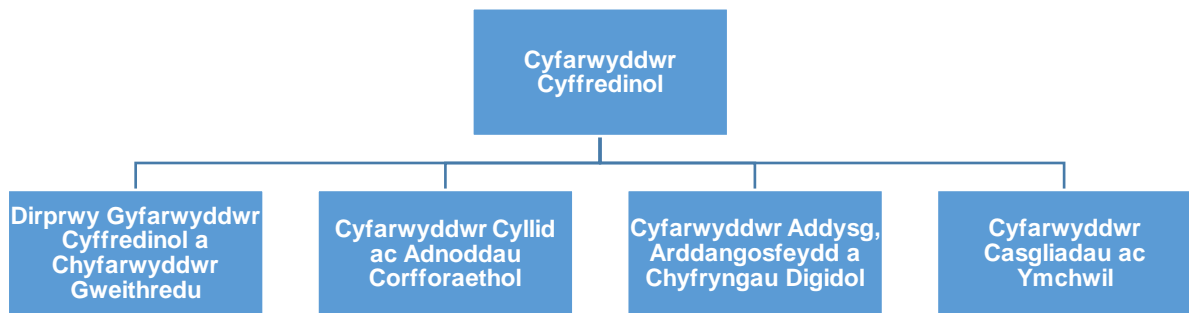 Cyfarwyddwr
Cyffredinol
Dirprwy Gyfarwyddwr
Cyffredinol a
Chyfarwyddwr
Gweithredu
Cyfarwyddwr Cyllid
ac Adnoddau
Corfforaethol
Cyfarwyddwr Addysg,
Arddangosfeydd a
Chyfryngau Digidol
Cyfarwyddwr
Casgliadau ac
Ymchwil